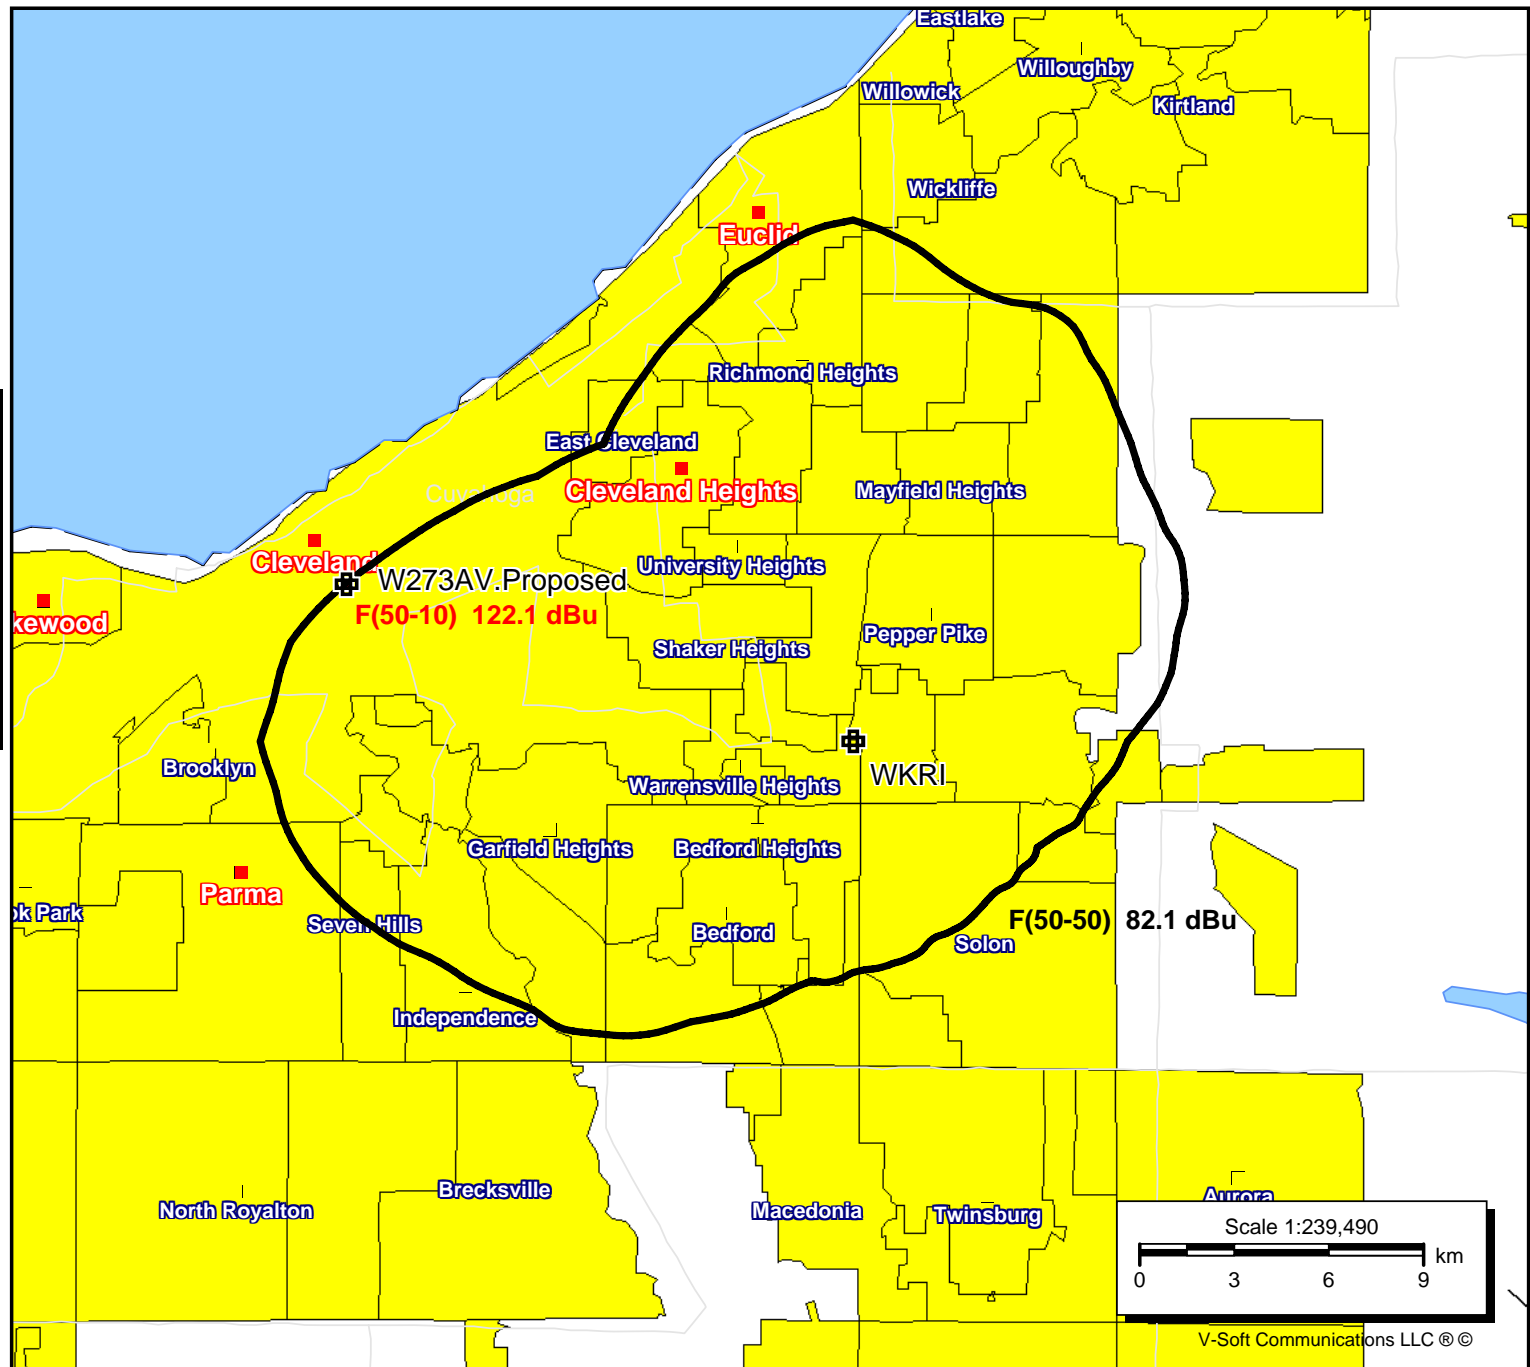 Eastlake
Willoughby
Willowick
Kirtland
Wickliffe
Euclid
Richmond Heights
East Cleveland
Cleveland Heights
Mayfield Heights
Cuyahoga
Cleveland
University Heights
W273AV.Proposed
F(50-10) 122.1 dBu
kewood
Pepper Pike
Shaker Heights
Brooklyn
WKRI
Warrensville Heights
Garfield Heights
Bedford Heights
Parma
ok Park
Seven Hills
Bedford
F(50-50) 82.1 dBu
Solon
Independence
Brecksville
North Royalton
Macedonia
Twinsburg
Aurora
Scale 1:239,490
km
0 3 6 9
V-Soft Communications LLC ® ©